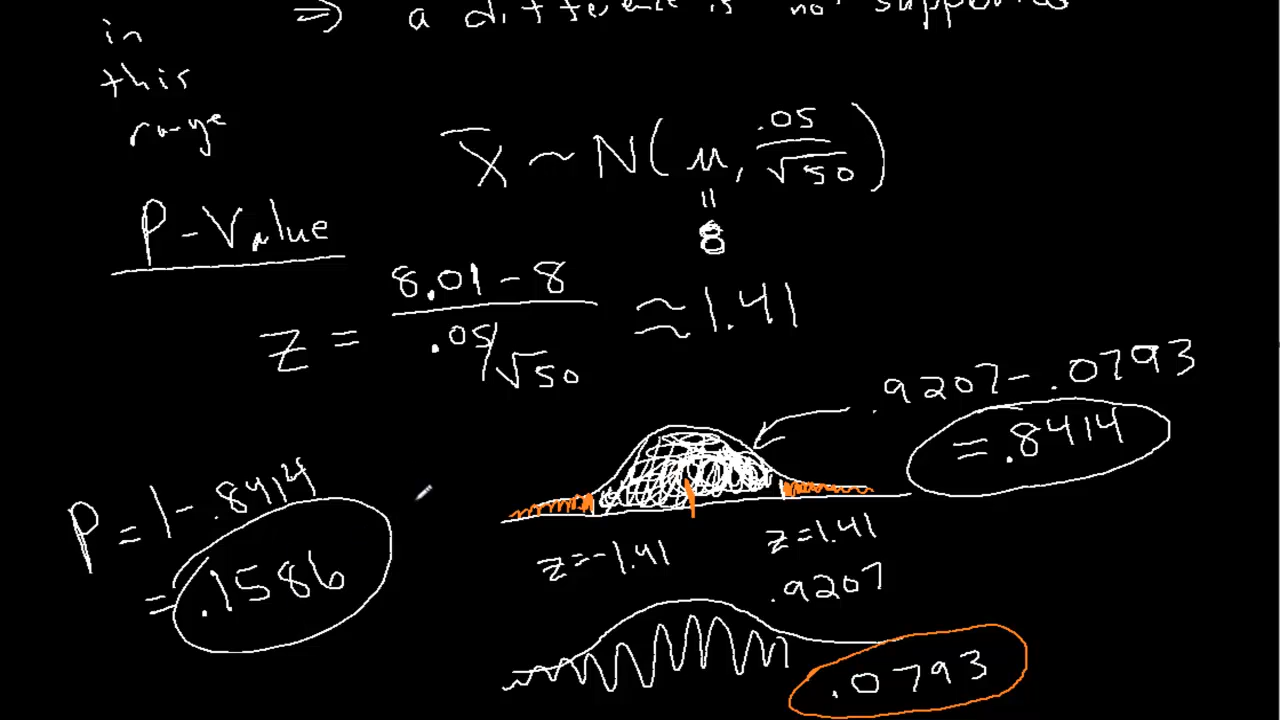 ⇒ a difference is not supported
in
this
range
X̄ ~ N(μ, .05/√50)
=
8
P-Value
z = (8.01 - 8)/(.05/√50) ≈ 1.41
.9207 - .0793
= .8414
P = 1 - .8414
= .1586
z = -1.41
z = 1.41
.9207
.0793